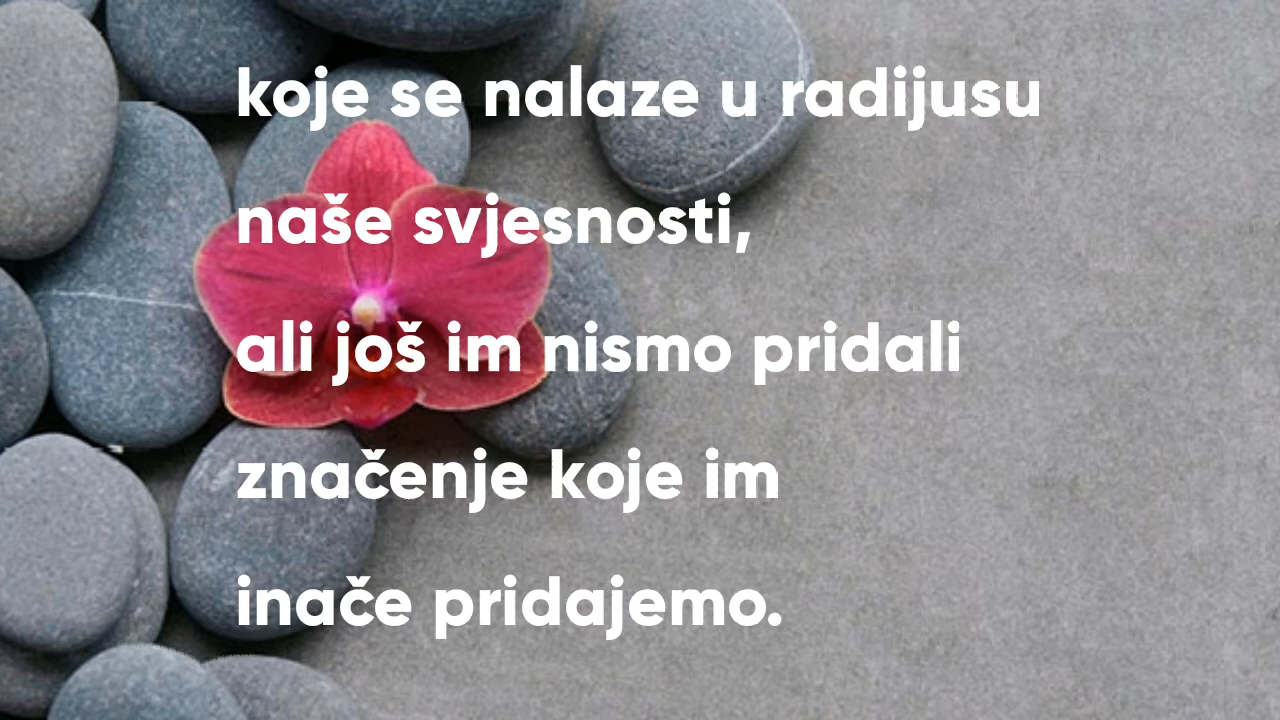 koje se nalaze u radijusu
naše svjesnosti,
ali još im nismo pridali
značenje koje im
inače pridajemo.